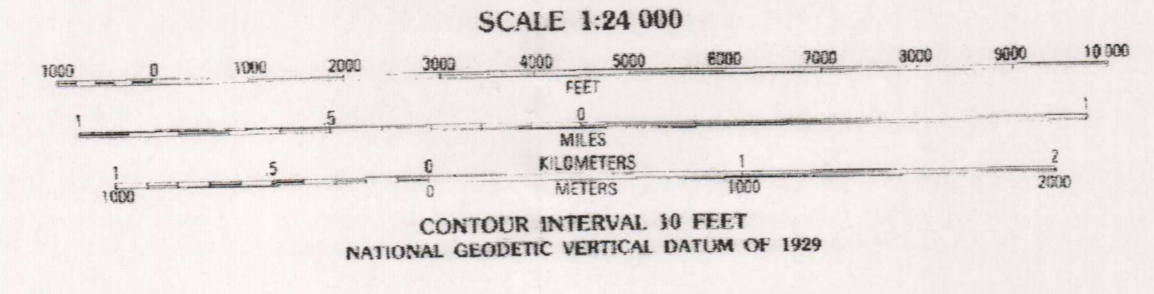 SCALE 1:24 000
1000 0 1000 2000 3000 4000 5000 6000 7000 8000 9000 10 000
FEET
1 .5 0 1
MILES
1 .5 0 KILOMETERS 1 2
1000 0 METERS 1000 2000
CONTOUR INTERVAL 10 FEET
NATIONAL GEODETIC VERTICAL DATUM OF 1929